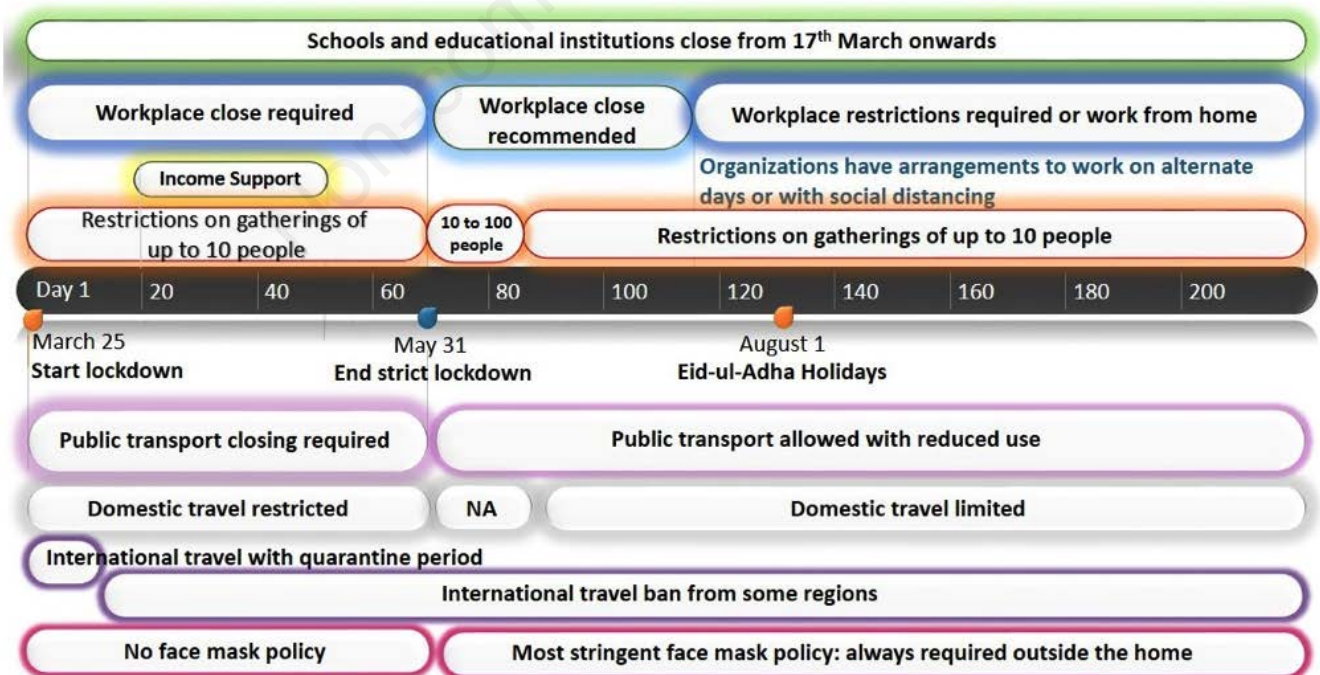 Schools and educational institutions close from 17th March onwards
Workplace close required
Workplace close
recommended
Workplace restrictions required or work from home
Organizations have arrangements to work on alternate
days or with social distancing
Income Support
Restrictions on gatherings of
up to 10 people
10 to 100
people
Restrictions on gatherings of up to 10 people
Day 1 20 40 60 80 100 120 140 160 180 200
March 25
Start lockdown
May 31
End strict lockdown
August 1
Eid-ul-Adha Holidays
Public transport closing required
Public transport allowed with reduced use
Domestic travel restricted
NA
Domestic travel limited
International travel with quarantine period
International travel ban from some regions
No face mask policy
Most stringent face mask policy: always required outside the home